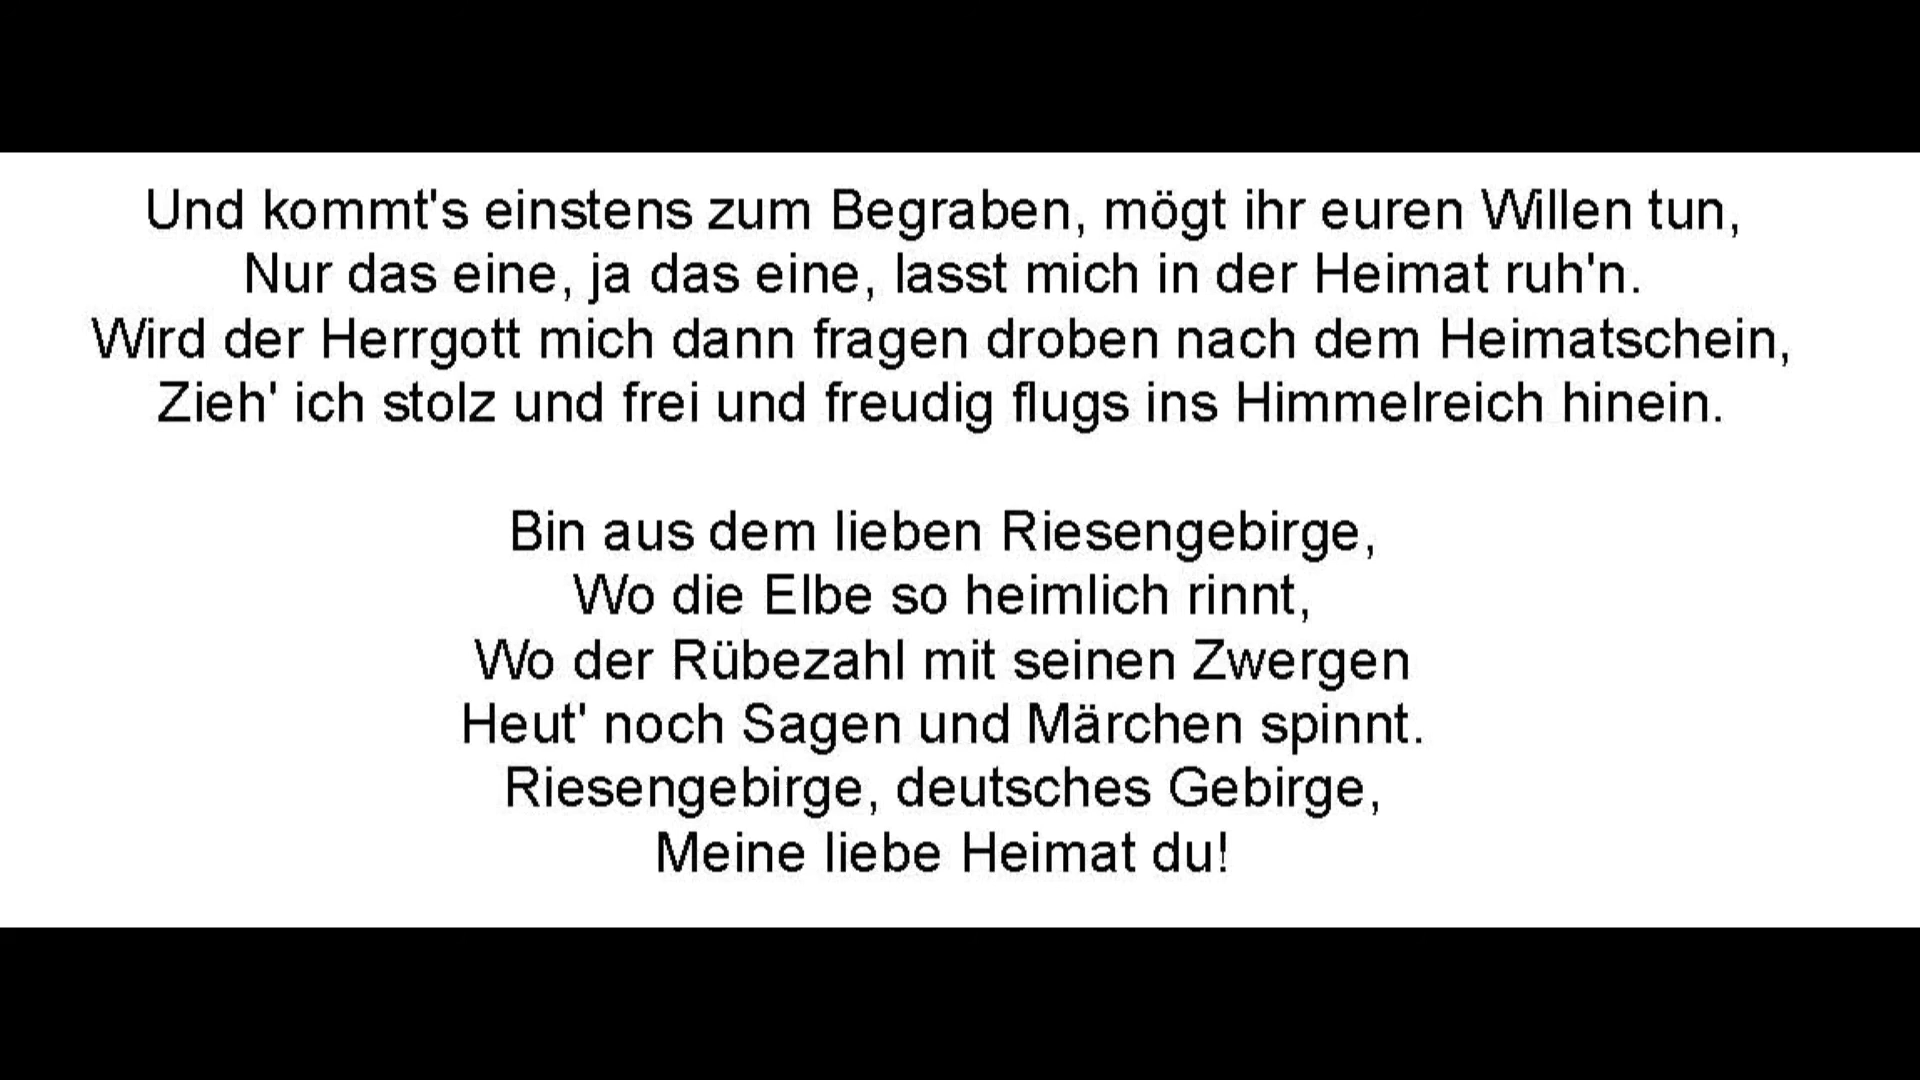 Und kommt's einstens zum Begraben, mögt ihr euren Willen tun,
Nur das eine, ja das eine, lasst mich in der Heimat ruh'n.
Wird der Herrgott mich dann fragen droben nach dem Heimatschein,
Zieh' ich stolz und frei und freudig flugs ins Himmelreich hinein.
Bin aus dem lieben Riesengebirge,
Wo die Elbe so heimlich rinnt,
Wo der Rübezahl mit seinen Zwergen
Heut' noch Sagen und Märchen spinnt.
Riesengebirge, deutsches Gebirge,
Meine liebe Heimat du!